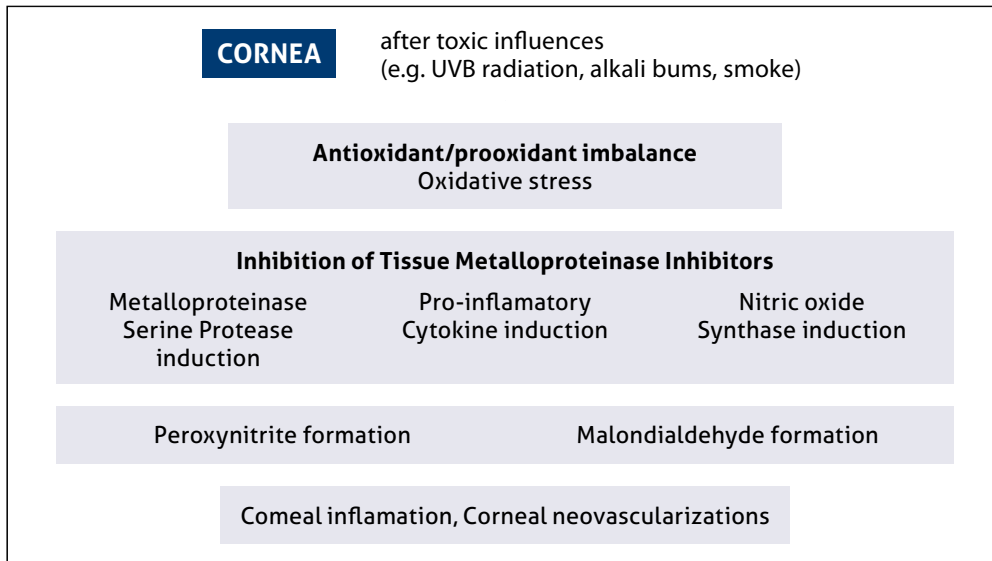 CORNEA
after toxic influences
(e.g. UVB radiation, alkali bums, smoke)
Antioxidant/prooxidant imbalance
Oxidative stress
Inhibition of Tissue Metalloproteinase Inhibitors
Metalloproteinase
Serine Protease
induction
Pro-inflamatory
Cytokine induction
Nitric oxide
Synthase induction
Peroxynitrite formation
Malondialdehyde formation
Comeal inflamation, Corneal neovascularizations